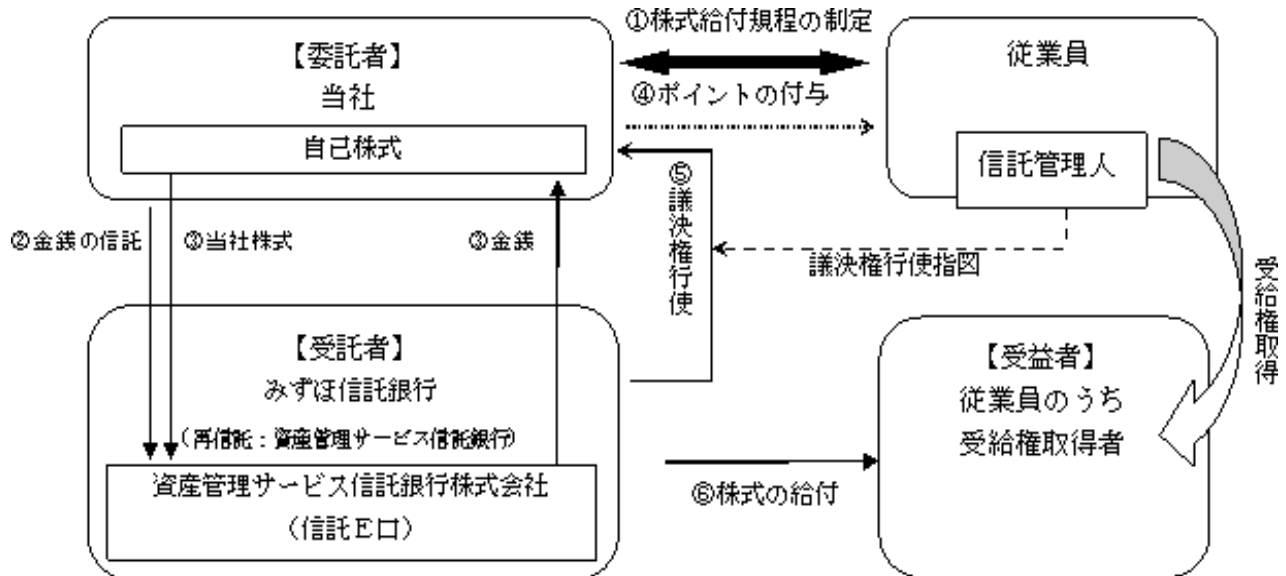 ①株式給付規程の制定
【委託者】
当社
自己株式
④ポイントの付与
従業員
信託管理人
②金銭の信託
③当社株式
③金銭
⑤議決権行使
議決権行使指図
受給権取得
【受託者】
みずほ信託銀行
(再信託：資産管理サービス信託銀行)
資産管理サービス信託銀行株式会社
(信託E口)
⑥株式の給付
【受益者】
従業員のうち
受給権取得者